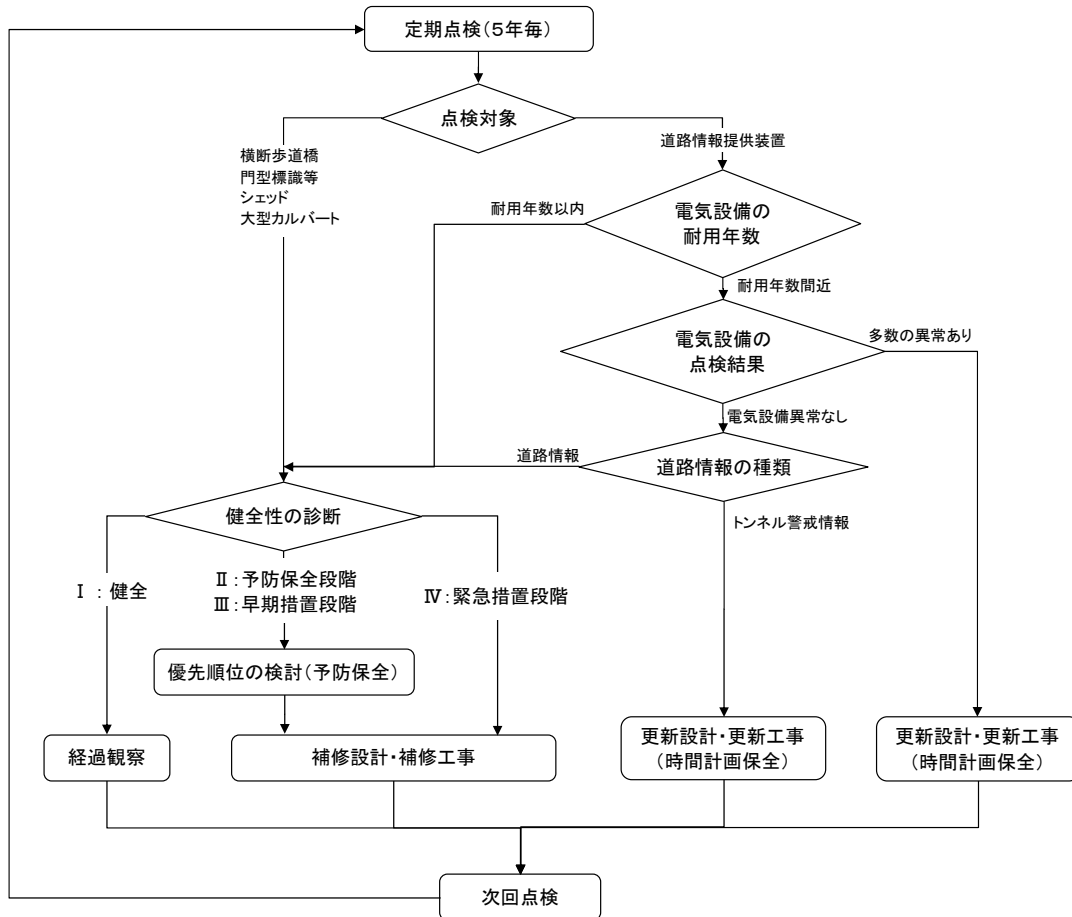 定期点検(5年毎)
点検対象
横断歩道橋
門型標識等
シェッド
大型カルバート
道路情報提供装置
耐用年数以内
電気設備の
耐用年数
耐用年数間近
電気設備の
点検結果
多数の異常あり
電気設備異常なし
道路情報
道路情報の種類
健全性の診断
トンネル警戒情報
Ⅰ : 健全
Ⅱ:予防保全段階
Ⅲ:早期措置段階
Ⅳ:緊急措置段階
優先順位の検討(予防保全)
経過観察
補修設計・補修工事
更新設計・更新工事
(時間計画保全)
更新設計・更新工事
(時間計画保全)
次回点検